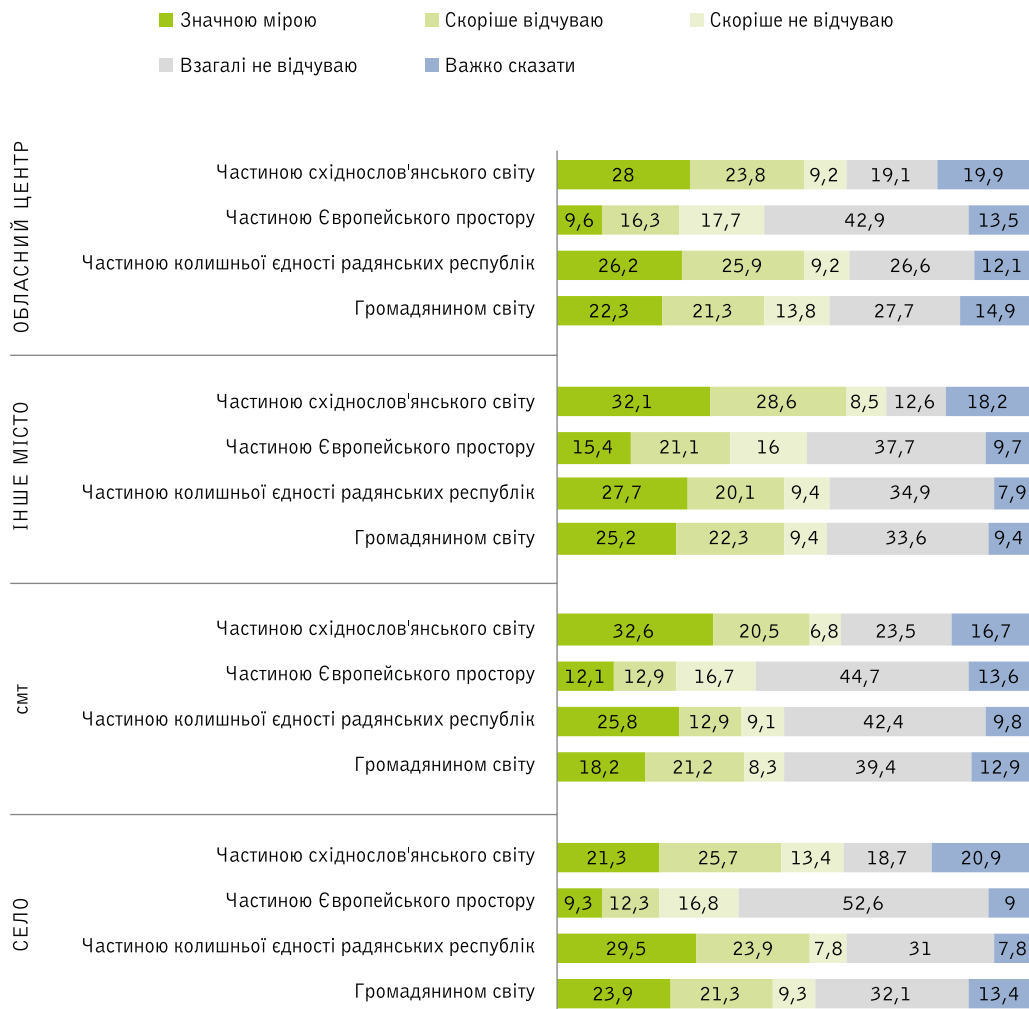 Значною мірою Скоріше відчуваю Скоріше не відчуваю
Взагалі не відчуваю Важко сказати
ОБЛАСНИЙ ЦЕНТР
Частиною східнослов'янського світу 28 23,8 9,2 19,1 19,9
Частиною Європейського простору 9,6 16,3 17,7 42,9 13,5
Частиною колишньої єдності радянських республік 26,2 25,9 9,2 26,6 12,1
Громадянином світу 22,3 21,3 13,8 27,7 14,9
ІНШЕ МІСТО
Частиною східнослов'янського світу 32,1 28,6 8,5 12,6 18,2
Частиною Європейського простору 15,4 21,1 16 37,7 9,7
Частиною колишньої єдності радянських республік 27,7 20,1 9,4 34,9 7,9
Громадянином світу 25,2 22,3 9,4 33,6 9,4
смт
Частиною східнослов'янського світу 32,6 20,5 6,8 23,5 16,7
Частиною Європейського простору 12,1 12,9 16,7 44,7 13,6
Частиною колишньої єдності радянських республік 25,8 12,9 9,1 42,4 9,8
Громадянином світу 18,2 21,2 8,3 39,4 12,9
СЕЛО
Частиною східнослов'янського світу 21,3 25,7 13,4 18,7 20,9
Частиною Європейського простору 9,3 12,3 16,8 52,6 9
Частиною колишньої єдності радянських республік 29,5 23,9 7,8 31 7,8
Громадянином світу 23,9 21,3 9,3 32,1 13,4